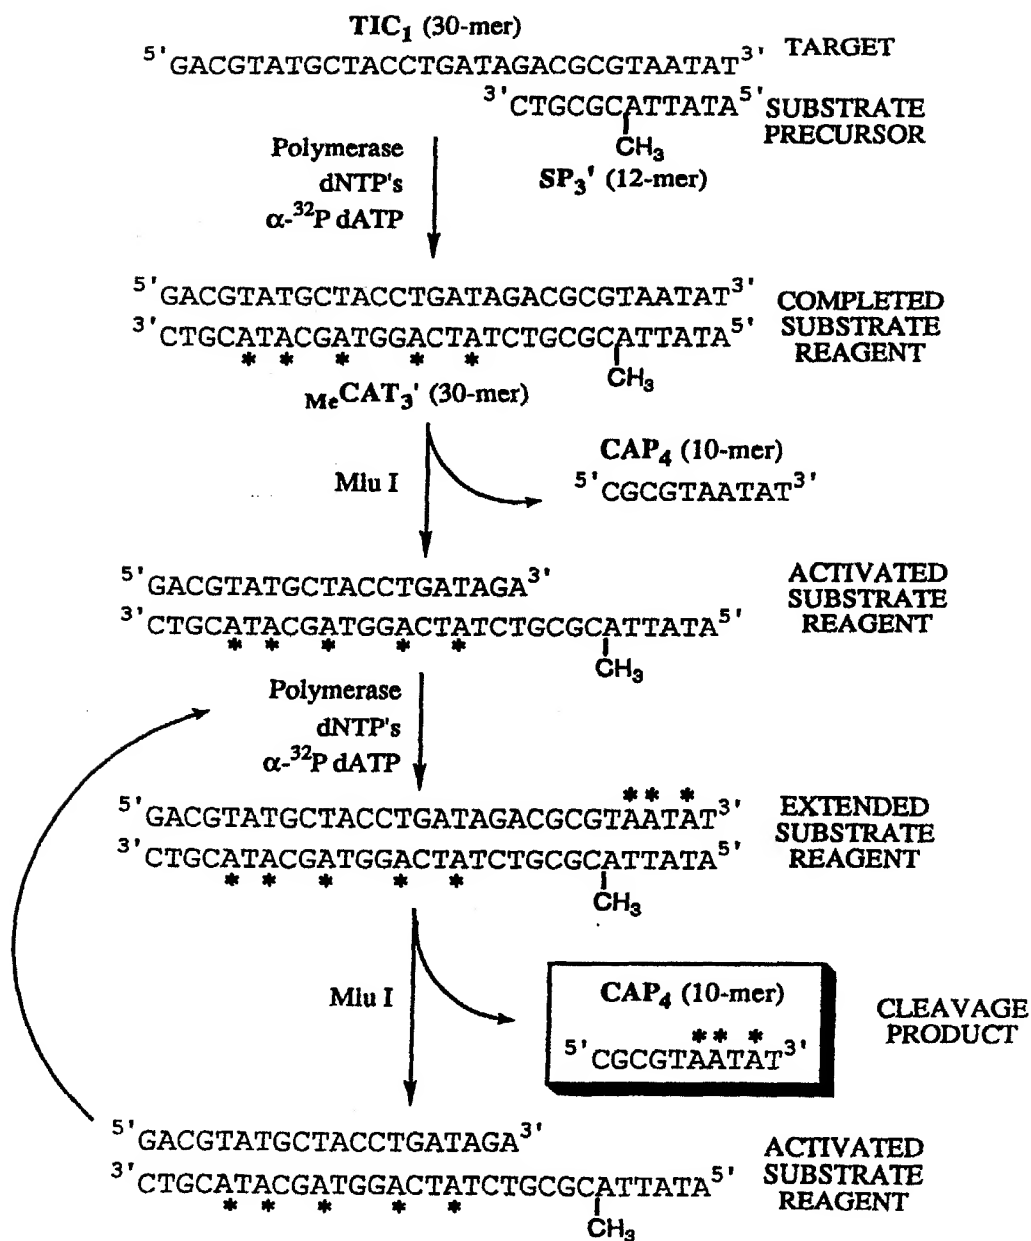 TIC1 (30-mer)
5'GACGTATGCTACCTGATAGACGCGTAATAT3' TARGET
3'CTGCGCATTATA5' SUBSTRATE
PRECURSOR
CH3
SP3' (12-mer)
Polymerase
dNTP's
α-32P dATP
5'GACGTATGCTACCTGATAGACGCGTAATAT3'
3'CTGCATACGATGGACTATCTGCGCATTATA5'
* * * * *
CH3
COMPLETED
SUBSTRATE
REAGENT
MeCAT3' (30-mer)
Mlu I
CAP4 (10-mer)
5'CGCGTAATAT3'
5'GACGTATGCTACCTGATAGA3'
3'CTGCATACGATGGACTATCTGCGCATTATA5'
* * * * *
CH3
ACTIVATED
SUBSTRATE
REAGENT
Polymerase
dNTP's
α-32P dATP
** *
5'GACGTATGCTACCTGATAGACGCGTAATAT3'
3'CTGCATACGATGGACTATCTGCGCATTATA5'
* * * * *
CH3
EXTENDED
SUBSTRATE
REAGENT
Mlu I
CAP4 (10-mer)
** *
5'CGCGTAATAT3'
CLEAVAGE
PRODUCT
5'GACGTATGCTACCTGATAGA3'
3'CTGCATACGATGGACTATCTGCGCATTATA5'
* * * * *
CH3
ACTIVATED
SUBSTRATE
REAGENT